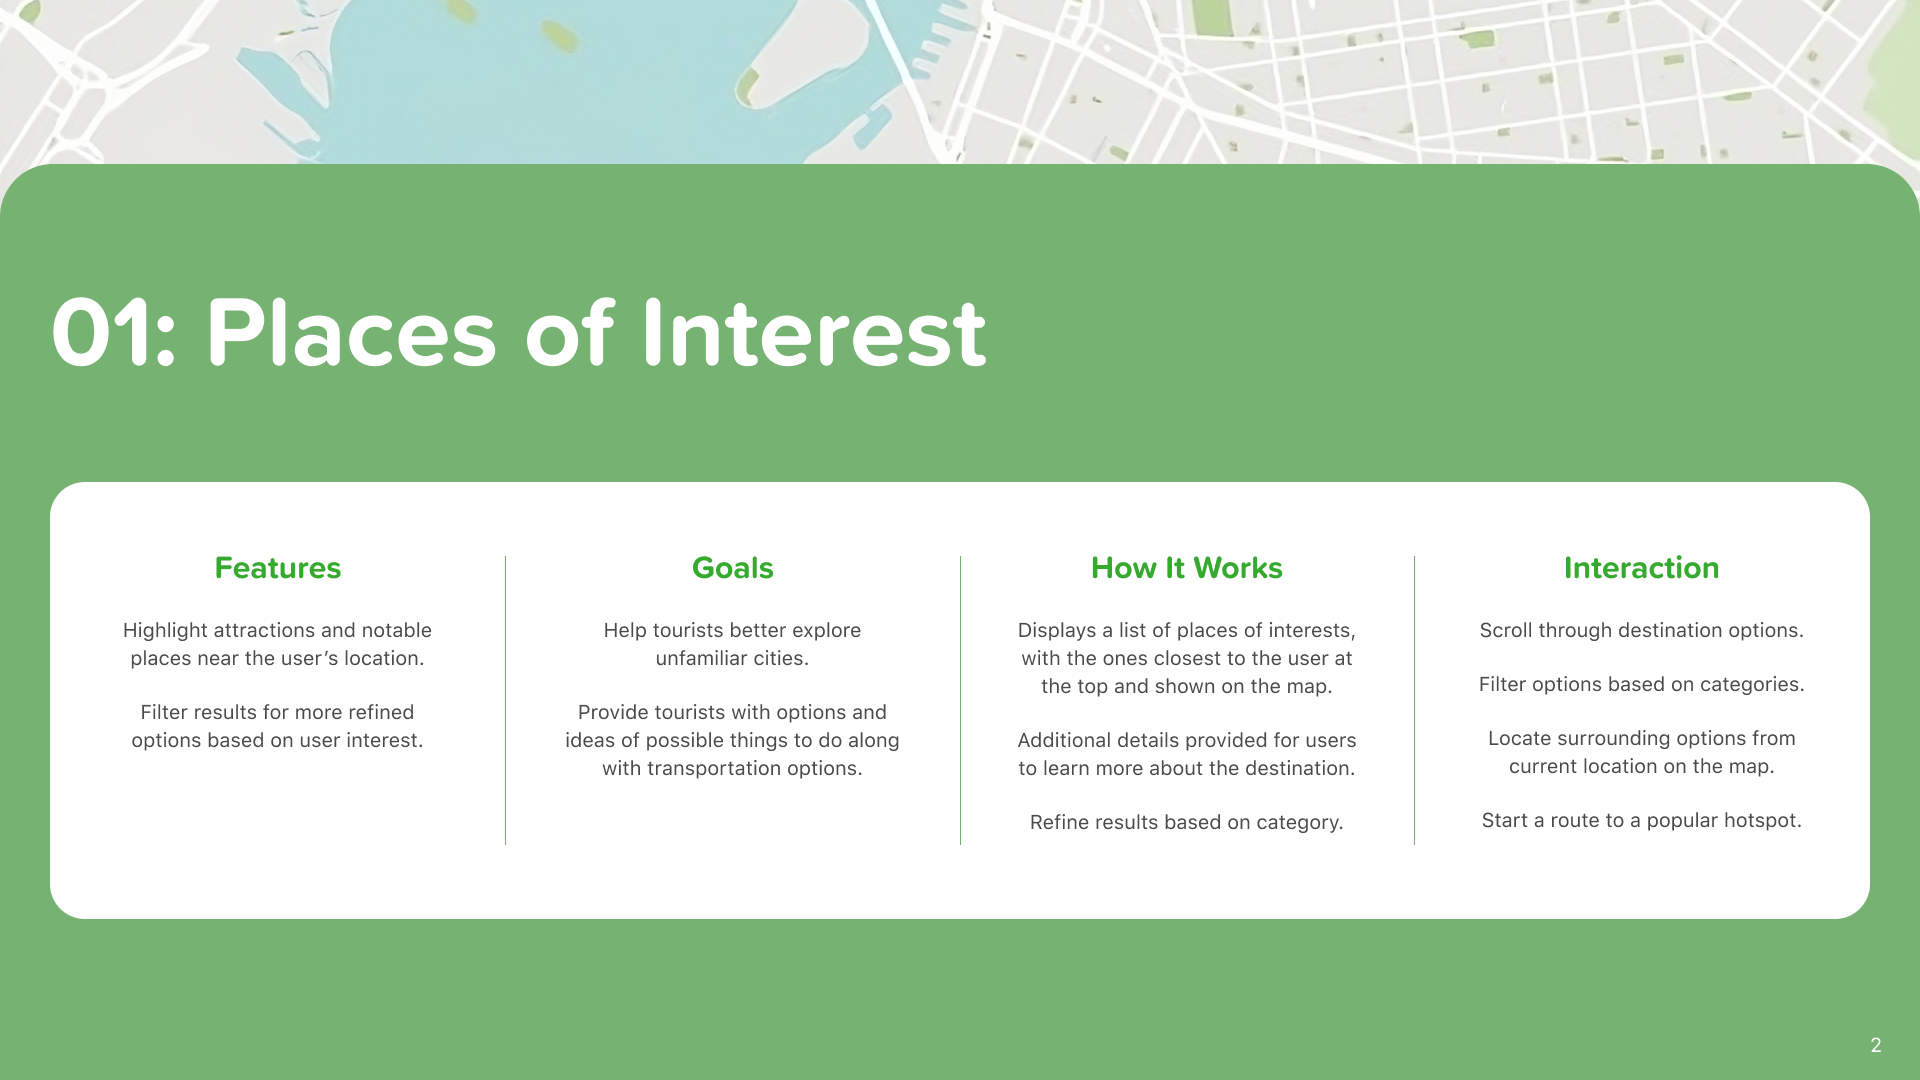 01: Places of Interest
Features
Highlight attractions and notable
places near the user’s location.
Filter results for more refined
options based on user interest.
Goals
Help tourists better explore
unfamiliar cities.
Provide tourists with options and
ideas of possible things to do along
with transportation options.
How It Works
Displays a list of places of interests,
with the ones closest to the user at
the top and shown on the map.
Additional details provided for users
to learn more about the destination.
Refine results based on category.
Interaction
Scroll through destination options.
Filter options based on categories.
Locate surrounding options from
current location on the map.
Start a route to a popular hotspot.
2